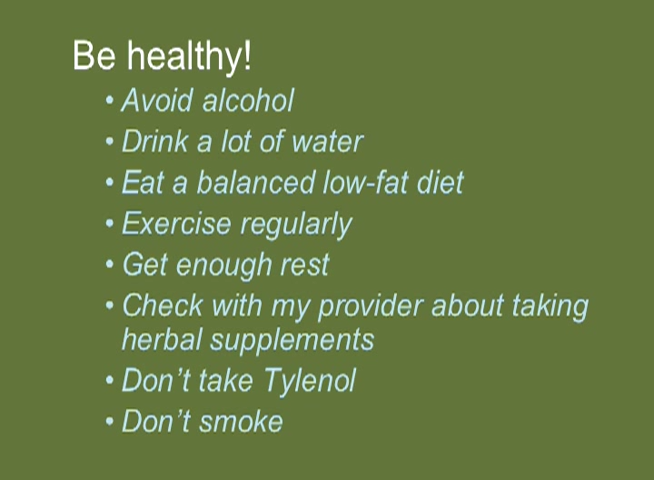 Be healthy!
• Avoid alcohol
• Drink a lot of water
• Eat a balanced low-fat diet
• Exercise regularly
• Get enough rest
• Check with my provider about taking
herbal supplements
• Don't take Tylenol
• Don't smoke